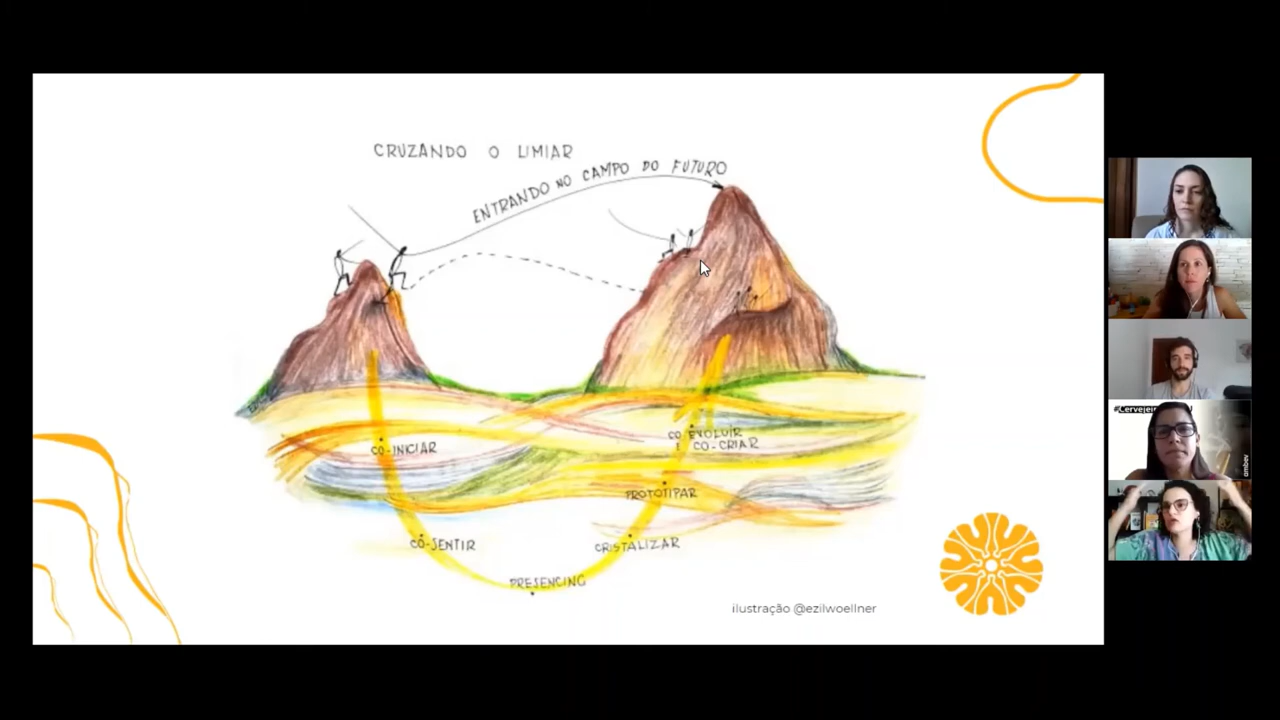 CRUZANDO O LIMIAR
ENTRANDO NO CAMPO DO FUTURO
CO-INICIAR
CO-SENTIR
PRESENCING
CRISTALIZAR
PROTOTIPAR
CO EVOLUIR
E CO-CRIAR
ilustração @ezilwoellner
ambev